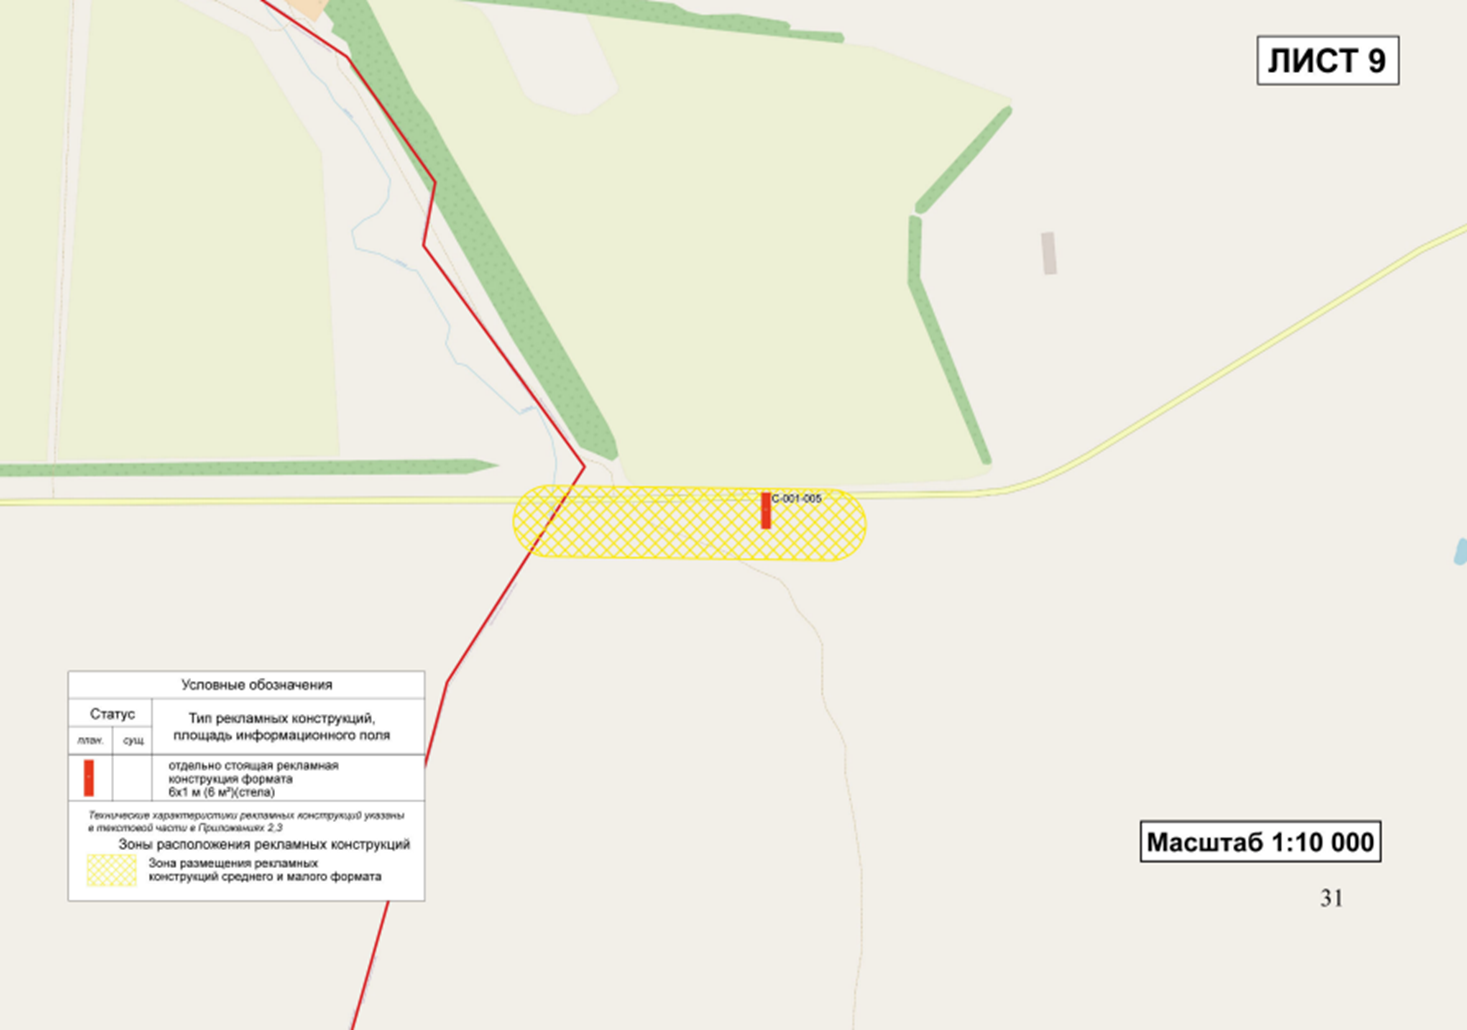 ЛИСТ 9
С-001-005
Условные обозначения
Статус
план.
сущ.
Тип рекламных конструкций,
площадь информационного поля
отдельно стоящая рекламная
конструкция формата
6х1 м (6 м²)(стела)
Технические характеристики рекламных конструкций указаны
в текстовой части в Приложениях 2,3
Зоны расположения рекламных конструкций
Зона размещения рекламных
конструкций среднего и малого формата
Масштаб 1:10 000
31